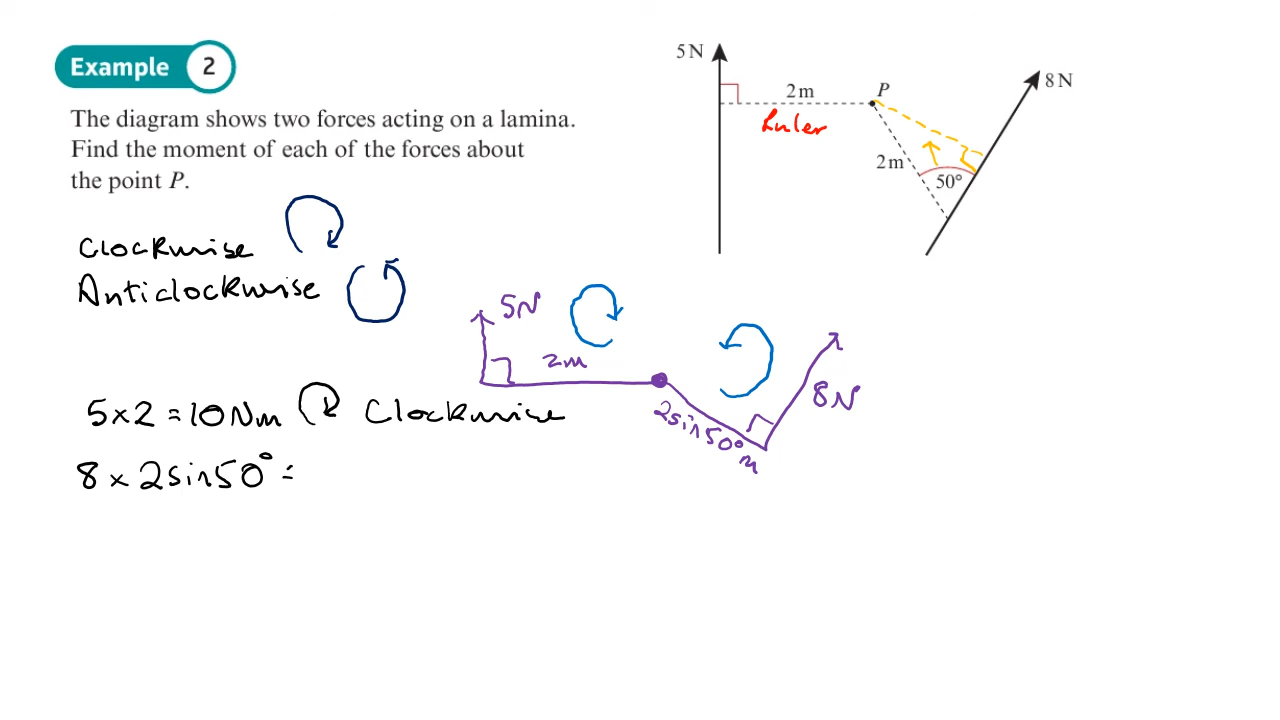 Example 2
The diagram shows two forces acting on a lamina.
Find the moment of each of the forces about
the point P.
5 N
2 m
P
8 N
Ruler
2 m
50°
Clockwise
Anticlockwise
5N
2m
2sin50°
m
8N
5 × 2 = 10Nm Clockwise
8 × 2sin50° =